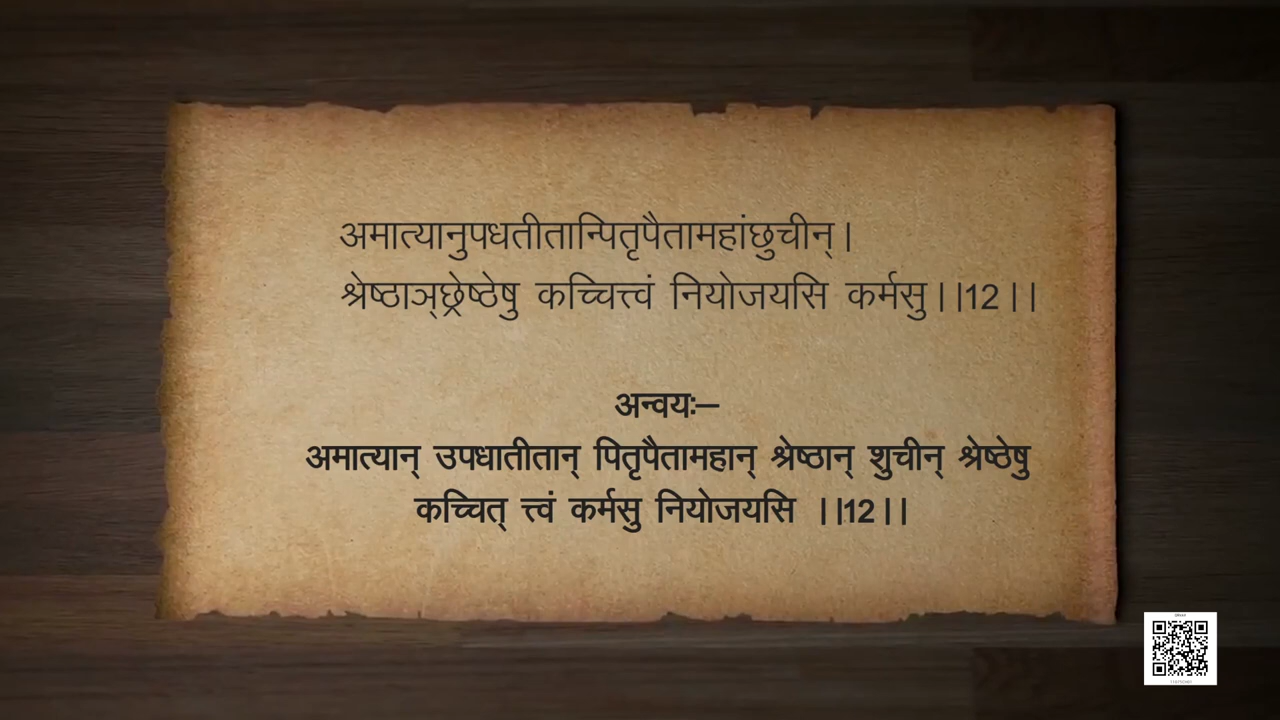 अमात्यानुपधतीतान्पितृपैतामहांछुचीन्।
श्रेष्ठाञ्छ्रेष्ठेषु कच्चित्त्वं नियोजयसि कर्मसु।।12।।
अन्वयः–
अमात्यान् उपधातीतान् पितृपैतामहान् श्रेष्ठान् शुचीन् श्रेष्ठेषु
कच्चित् त्त्वं कर्मसु नियोजयसि ।।12।।